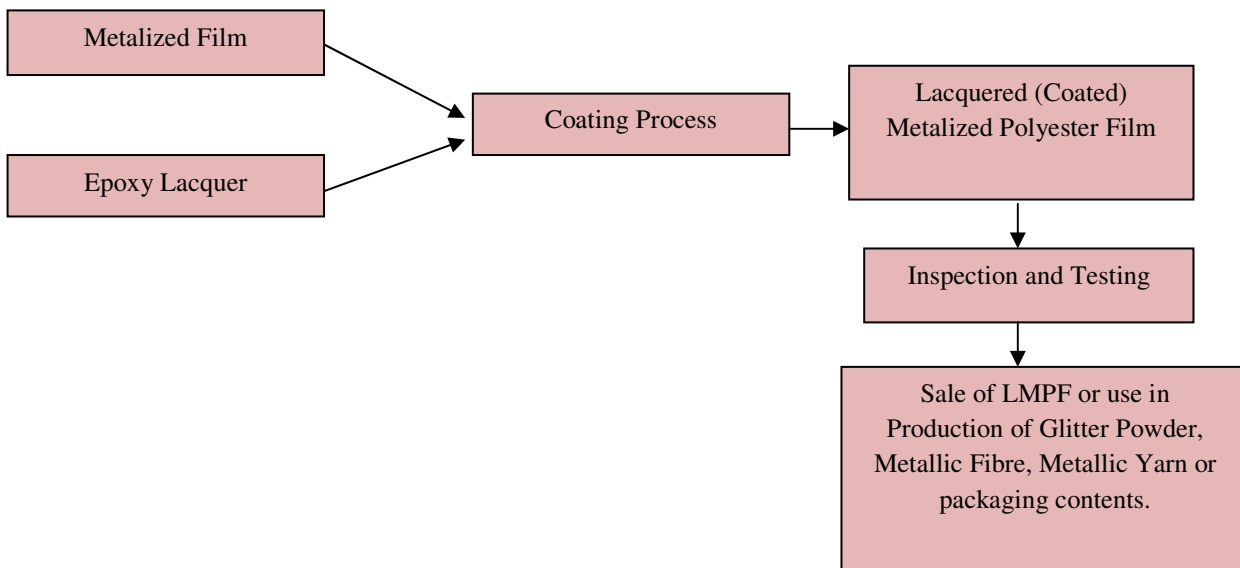 Metalized Film
Epoxy Lacquer
Coating Process
Lacquered (Coated)
Metalized Polyester Film
Inspection and Testing
Sale of LMPF or use in
Production of Glitter Powder,
Metallic Fibre, Metallic Yarn or
packaging contents.